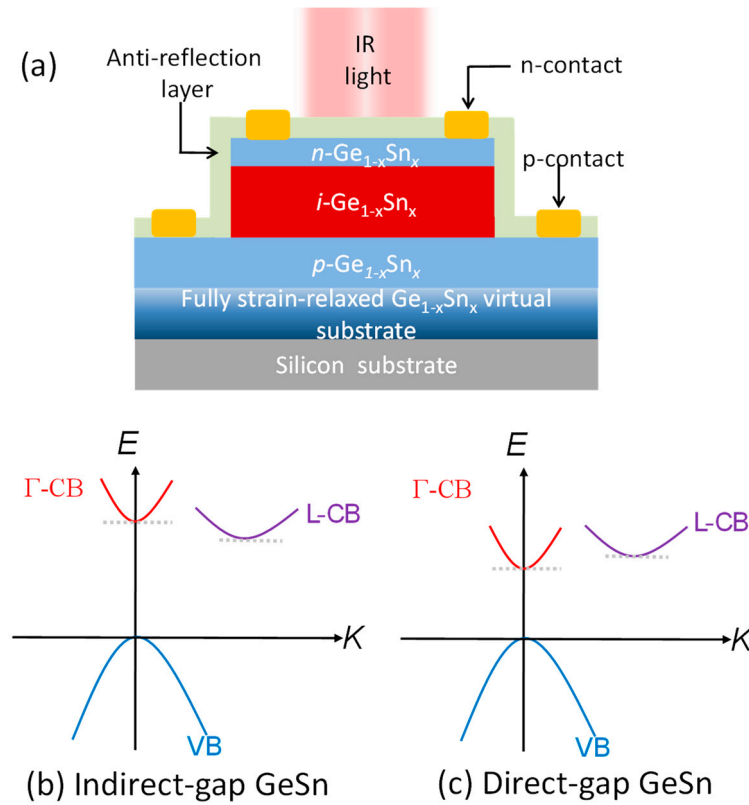 (a)
IR
light
Anti-reflection
layer
n-contact
p-contact
n-Ge₁₋ₓSnₓ
i-Ge₁₋ₓSnₓ
p-Ge₁₋ₓSnₓ
Fully strain-relaxed Ge₁₋ₓSnₓ virtual
substrate
Silicon substrate
E
Γ-CB
L-CB
K
VB
(b) Indirect-gap GeSn
E
Γ-CB
L-CB
K
VB
(c) Direct-gap GeSn